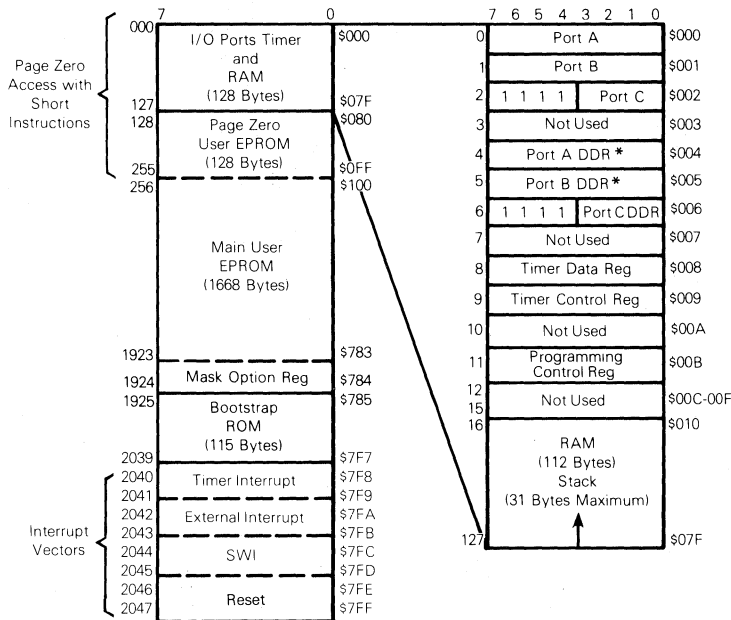 7 0
000 $000
I/O Ports Timer
and
RAM
(128 Bytes)
Page Zero
Access with
Short
Instructions
127 $07F
128 $080
Page Zero
User EPROM
(128 Bytes)
255 $0FF
256 $100
Main User
EPROM
(1668 Bytes)
1923 $783
1924 Mask Option Reg $784
1925 $785
Bootstrap
ROM
(115 Bytes)
2039 $7F7
2040 Timer Interrupt $7F8
2041 $7F9
2042 External Interrupt $7FA
2043 $7FB
2044 SWI $7FC
2045 $7FD
2046 $7FE
Reset
2047 $7FF
Interrupt
Vectors
7 6 5 4 3 2 1 0
0 Port A $000
1 Port B $001
2 1 1 1 1 Port C $002
3 Not Used $003
4 Port A DDR* $004
5 Port B DDR* $005
6 1 1 1 1 Port C DDR $006
7 Not Used $007
8 Timer Data Reg $008
9 Timer Control Reg $009
10 Not Used $00A
11 Programming
Control Reg $00B
12
Not Used $00C-00F
15
16 $010
RAM
(112 Bytes)
Stack
(31 Bytes Maximum)
127 $07F